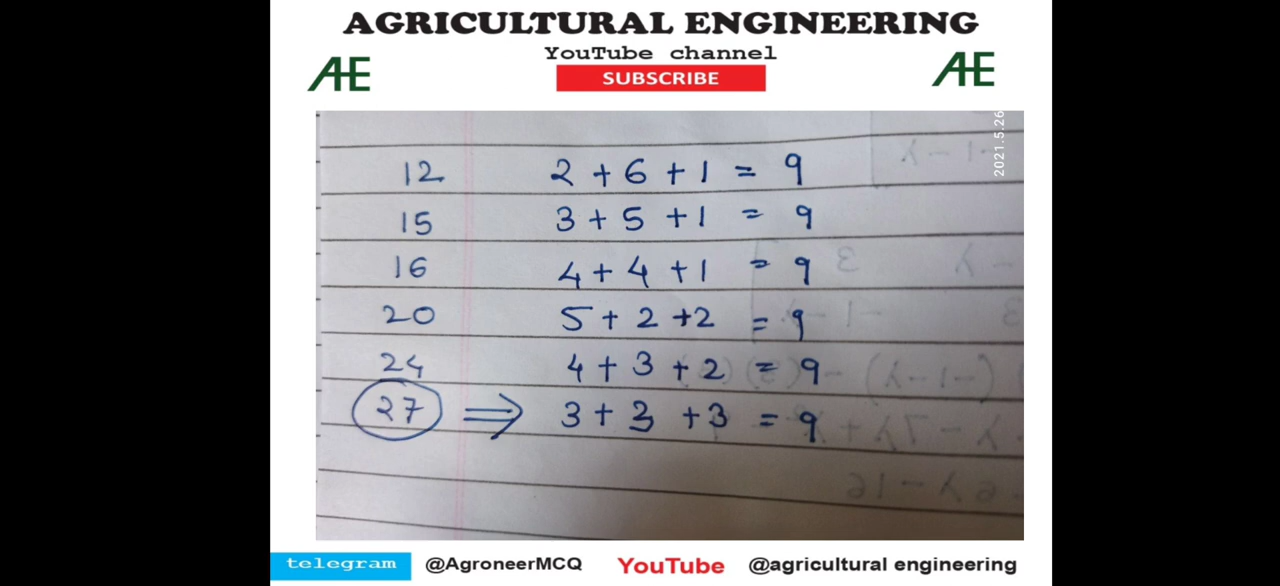 AGRICULTURAL ENGINEERING
YouTube channel
AE SUBSCRIBE AE
2021.5.26
12 2 + 6 + 1 = 9
15 3 + 5 + 1 = 9
16 4 + 4 + 1 = 9
20 5 + 2 + 2 = 9
24 4 + 3 + 2 = 9
27 ⇒ 3 + 3 + 3 = 9
telegram @AgroneerMCQ YouTube @agricultural engineering